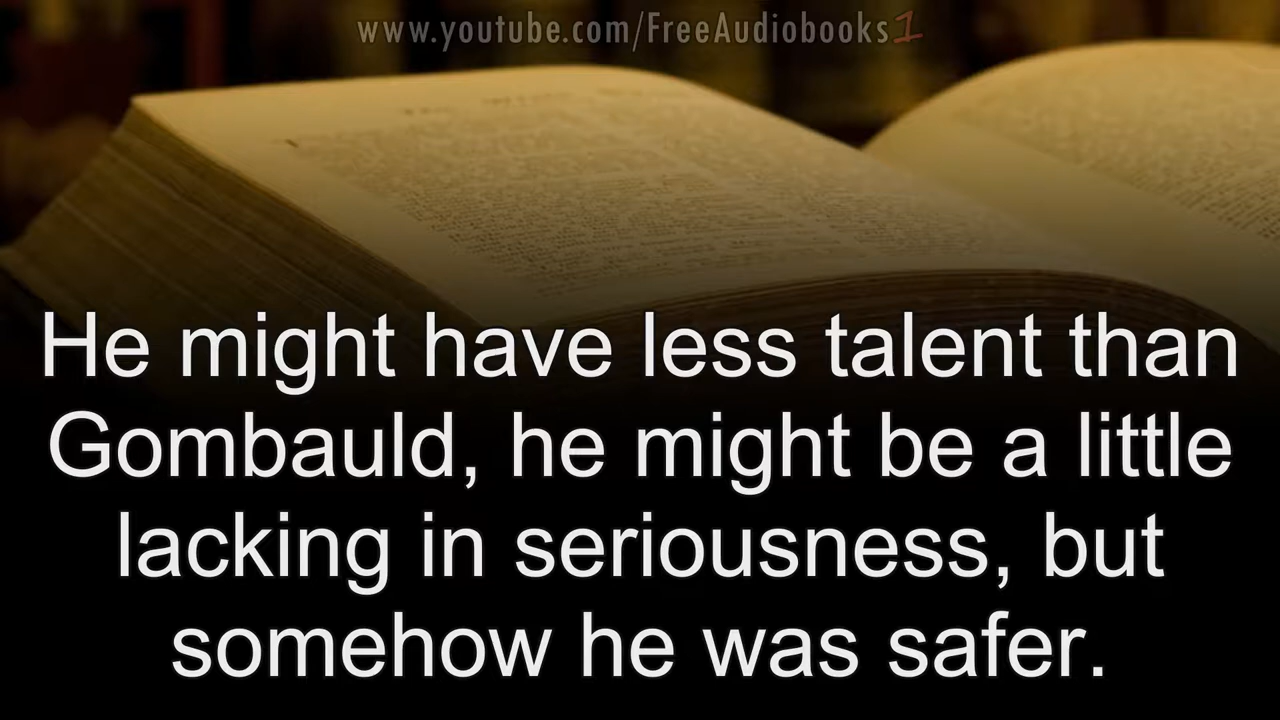 www.youtube.com/FreeAudiobooks1
He might have less talent than
Gombauld, he might be a little
lacking in seriousness, but
somehow he was safer.